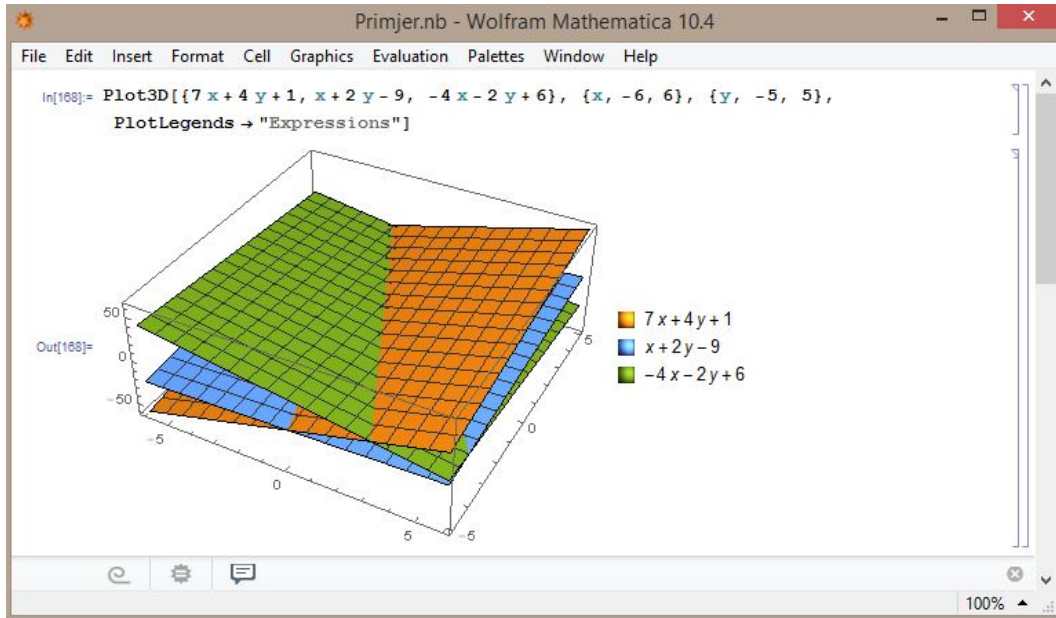 Primjer.nb - Wolfram Mathematica 10.4
File Edit Insert Format Cell Graphics Evaluation Palettes Window Help
In[168]:= Plot3D[{7 x + 4 y + 1, x + 2 y - 9, -4 x - 2 y + 6}, {x, -6, 6}, {y, -5, 5},
PlotLegends → "Expressions"]
Out[168]=
50
0
-50
-5
0
5
-5
0
5
7 x + 4 y + 1
x + 2 y - 9
-4 x - 2 y + 6
100%